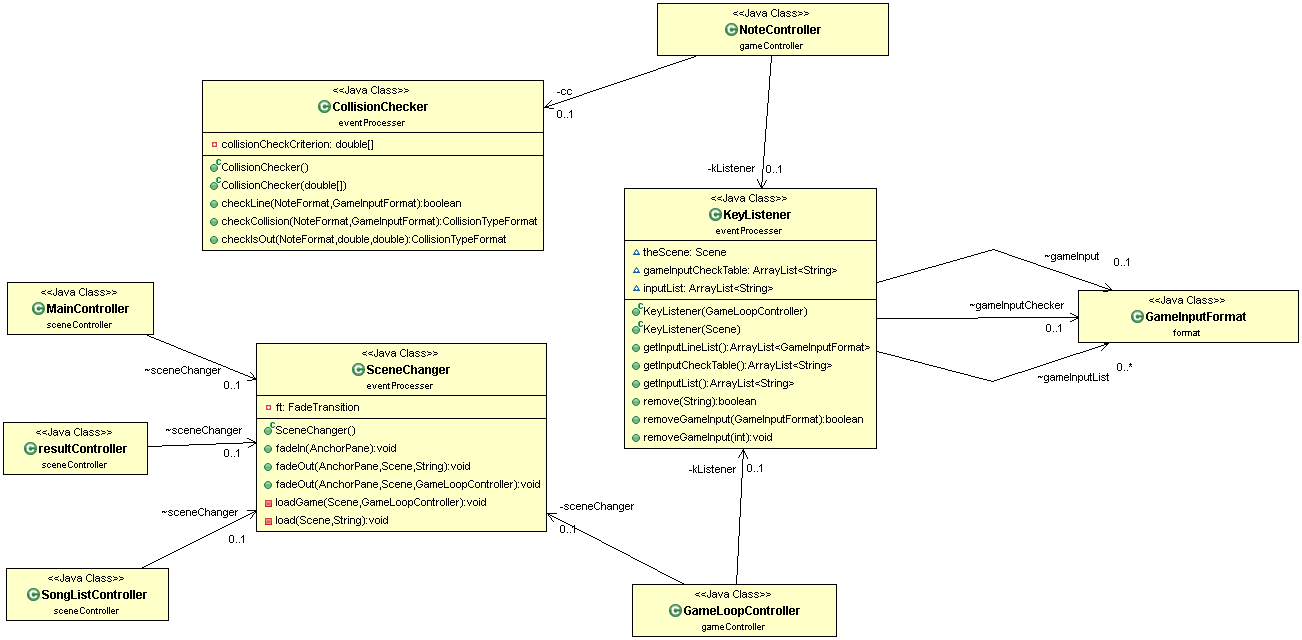 <<Java Class>>
NoteController
gameController
-cc
0..1
<<Java Class>>
CollisionChecker
eventProcesser
collisionCheckCriterion: double[]
CollisionChecker()
CollisionChecker(double[])
checkLine(NoteFormat,GameInputFormat):boolean
checkCollision(NoteFormat,GameInputFormat):CollisionTypeFormat
checkIsOut(NoteFormat,double,double):CollisionTypeFormat
-kListener
0..1
<<Java Class>>
KeyListener
eventProcesser
theScene: Scene
gameInputCheckTable: ArrayList<String>
inputList: ArrayList<String>
KeyListener(GameLoopController)
KeyListener(Scene)
getInputLineList():ArrayList<GameInputFormat>
getInputCheckTable():ArrayList<String>
getInputList():ArrayList<String>
remove(String):boolean
removeGameInput(GameInputFormat):boolean
removeGameInput(int):void
~gameInput
0..1
~gameInputChecker
0..1
~gameInputList
0..*
<<Java Class>>
GameInputFormat
format
<<Java Class>>
MainController
sceneController
~sceneChanger
0..1
<<Java Class>>
SceneChanger
eventProcesser
ft: FadeTransition
SceneChanger()
fadeIn(AnchorPane):void
fadeOut(AnchorPane,Scene,String):void
fadeOut(AnchorPane,Scene,GameLoopController):void
loadGame(Scene,GameLoopController):void
load(Scene,String):void
<<Java Class>>
resultController
sceneController
~sceneChanger
0..1
~sceneChanger
0..1
<<Java Class>>
SongListController
sceneController
-kListener
0..1
-sceneChanger
0..1
<<Java Class>>
GameLoopController
gameController